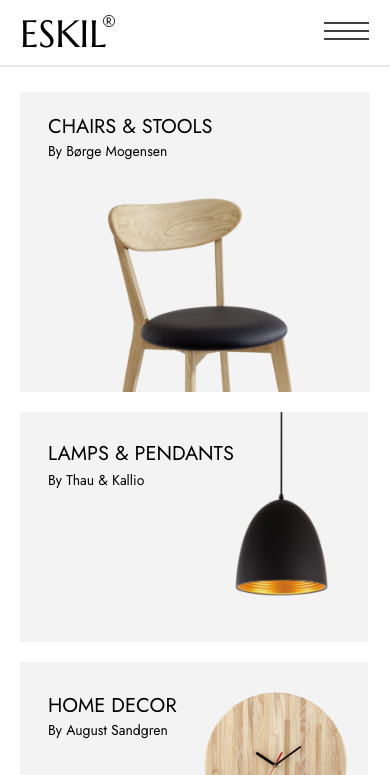 ESKIL®
CHAIRS & STOOLS
By Børge Mogensen
LAMPS & PENDANTS
By Thau & Kallio
HOME DECOR
By August Sandgren